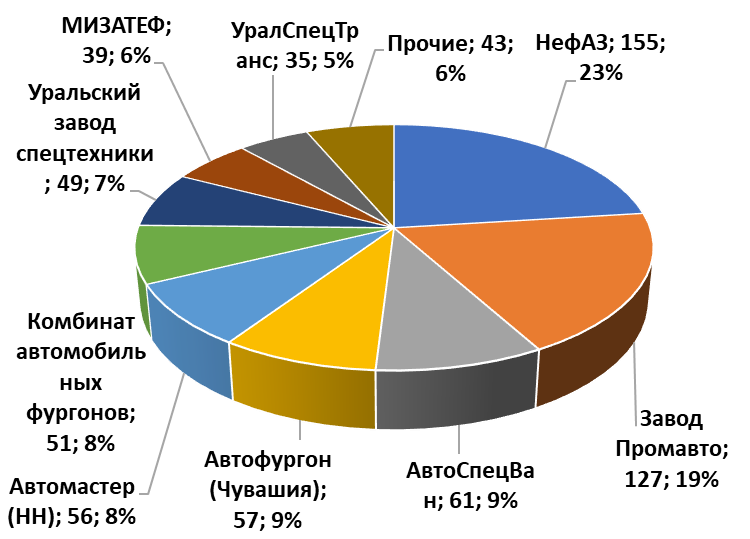 МИЗАТЕФ;
39; 6%
УралСпецТр
анс; 35; 5%
Прочие; 43;
6%
НефАЗ; 155;
23%
Уральский
завод
спецтехники
; 49; 7%
Комбинат
автомобиль
ных
фургонов;
51; 8%
Автомастер
(НН); 56; 8%
Автофургон
(Чувашия);
57; 9%
АвтоСпецВа
н; 61; 9%
Завод
Промавто;
127; 19%